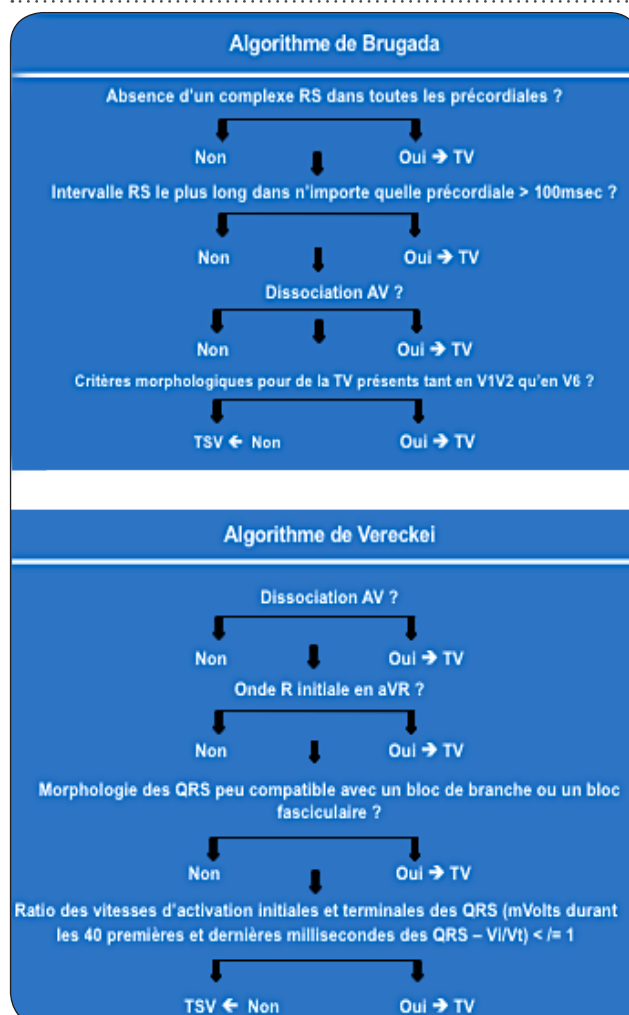 Algorithme de Brugada
Absence d'un complexe RS dans toutes les précordiales ?
Non Oui ➔ TV
Intervalle RS le plus long dans n'importe quelle précordiale > 100msec ?
Non Oui ➔ TV
Dissociation AV ?
Non Oui ➔ TV
Critères morphologiques pour de la TV présents tant en V1V2 qu'en V6 ?
TSV ← Non Oui ➔ TV
Algorithme de Vereckei
Dissociation AV ?
Non Oui ➔ TV
Onde R initiale en aVR ?
Non Oui ➔ TV
Morphologie des QRS peu compatible avec un bloc de branche ou un bloc
fasciculaire ?
Non Oui ➔ TV
Ratio des vitesses d'activation initiales et terminales des QRS (mVolts durant
les 40 premières et dernières millisecondes des QRS – Vi/Vt) < /= 1
TSV ← Non Oui ➔ TV